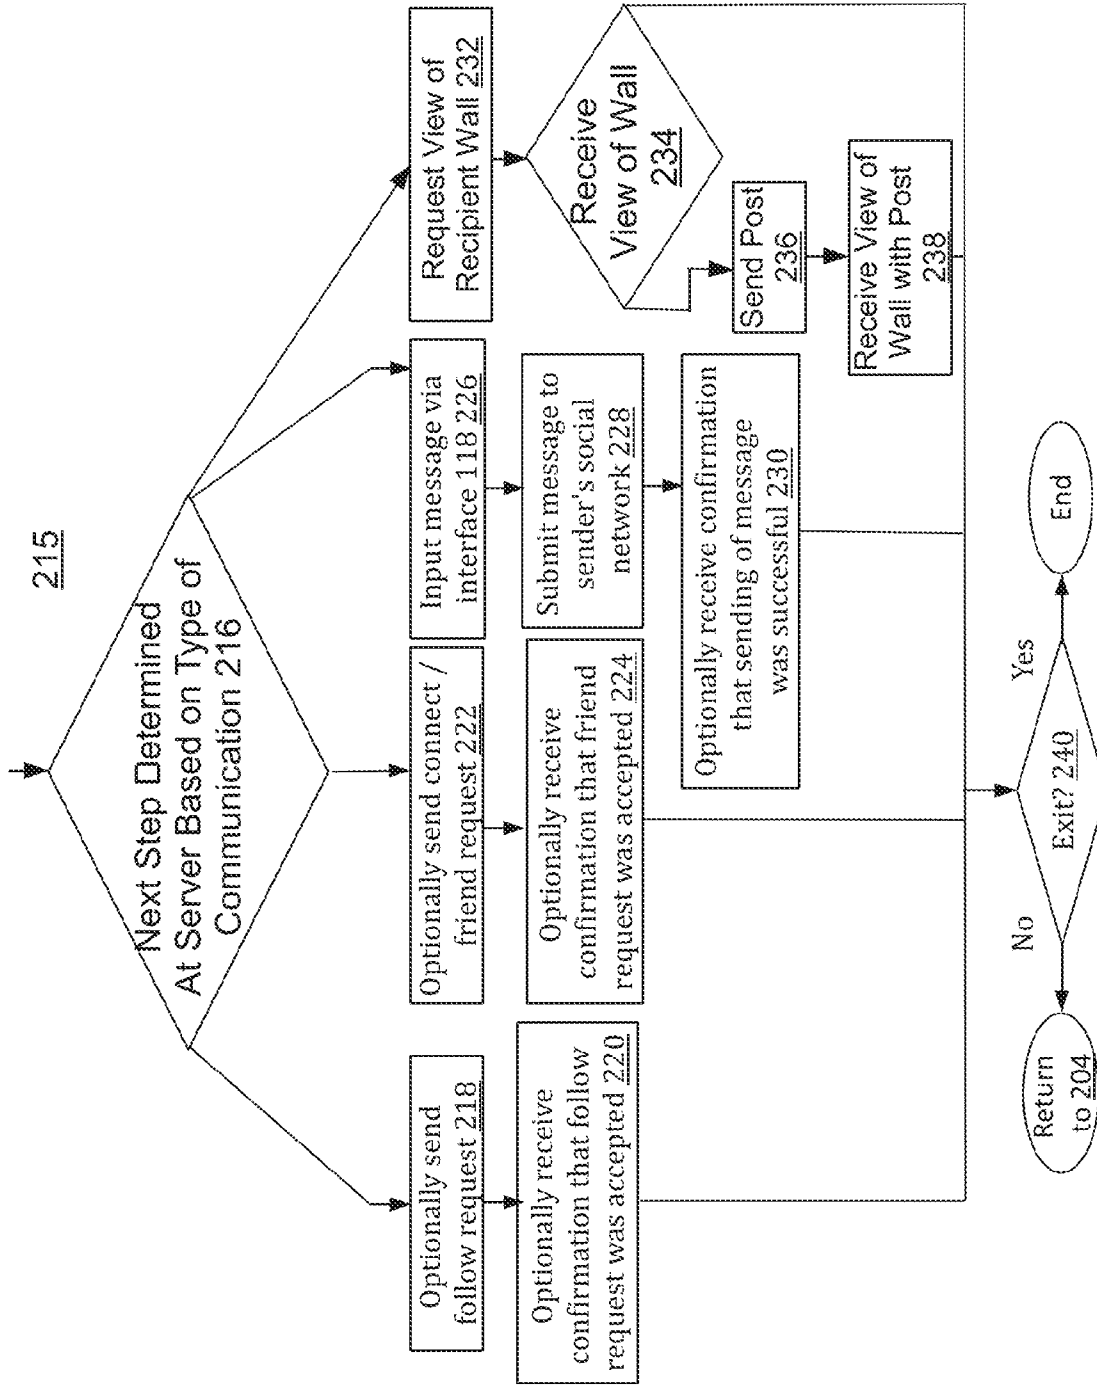 215
Next Step Determined
At Server Based on Type of
Communication 216
Optionally send
follow request 218
Optionally receive
confirmation that follow
request was accepted 220
Optionally send connect /
friend request 222
Optionally receive
confirmation that friend
request was accepted 224
Input message via
interface 118 226
Submit message to
sender's social
network 228
Optionally receive confirmation
that sending of message
was successful 230
Request View of
Recipient Wall 232
Receive
View of Wall
234
Send Post
236
Receive View of
Wall with Post
238
Exit? 240
No
Yes
Return
to 204
End